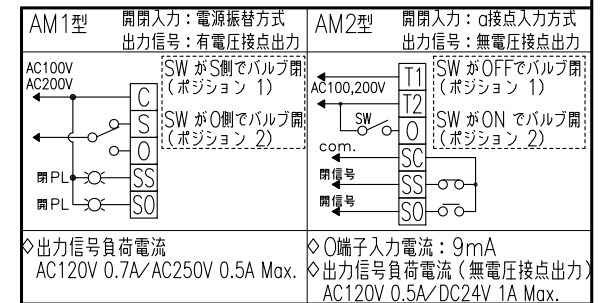 AM1型
開閉入力：電源振替方式
出力信号：有電圧接点出力
AC100V
AC200V
SW がS側でバルブ閉
(ポジション 1)
SW がO側でバルブ開
(ポジション 2)
C
S
O
閉PL
SS
開PL
SO
◇出力信号負荷電流
AC120V 0.7A/AC250V 0.5A Max.
AM2型
開閉入力：a接点入力方式
出力信号：無電圧接点出力
AC100,200V
SW がOFFでバルブ閉
(ポジション 1)
SW がON でバルブ開
(ポジション 2)
T1
T2
SW
O
com.
SC
閉信号
SS
開信号
SO
◇O端子入力電流：9mA
◇出力信号負荷電流(無電圧接点出力)
AC120V 0.5A/DC24V 1A Max.